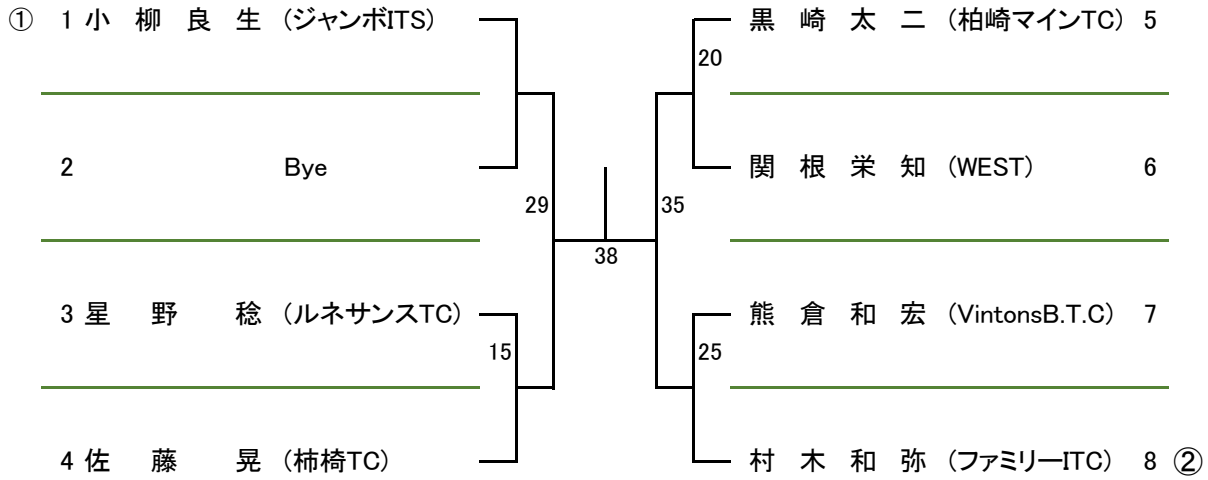 ① 1 小 柳 良 生 (ジャンボITS)
黒 崎 太 二 (柏崎マインTC) 5
20
2 Bye
関 根 栄 知 (WEST) 6
29
35
38
3 星 野 稔 (ルネサンスTC)
熊 倉 和 宏 (VintonsB.T.C) 7
15
25
4 佐 藤 晃 (柿椅TC)
村 木 和 弥 (ファミリーITC) 8 ②